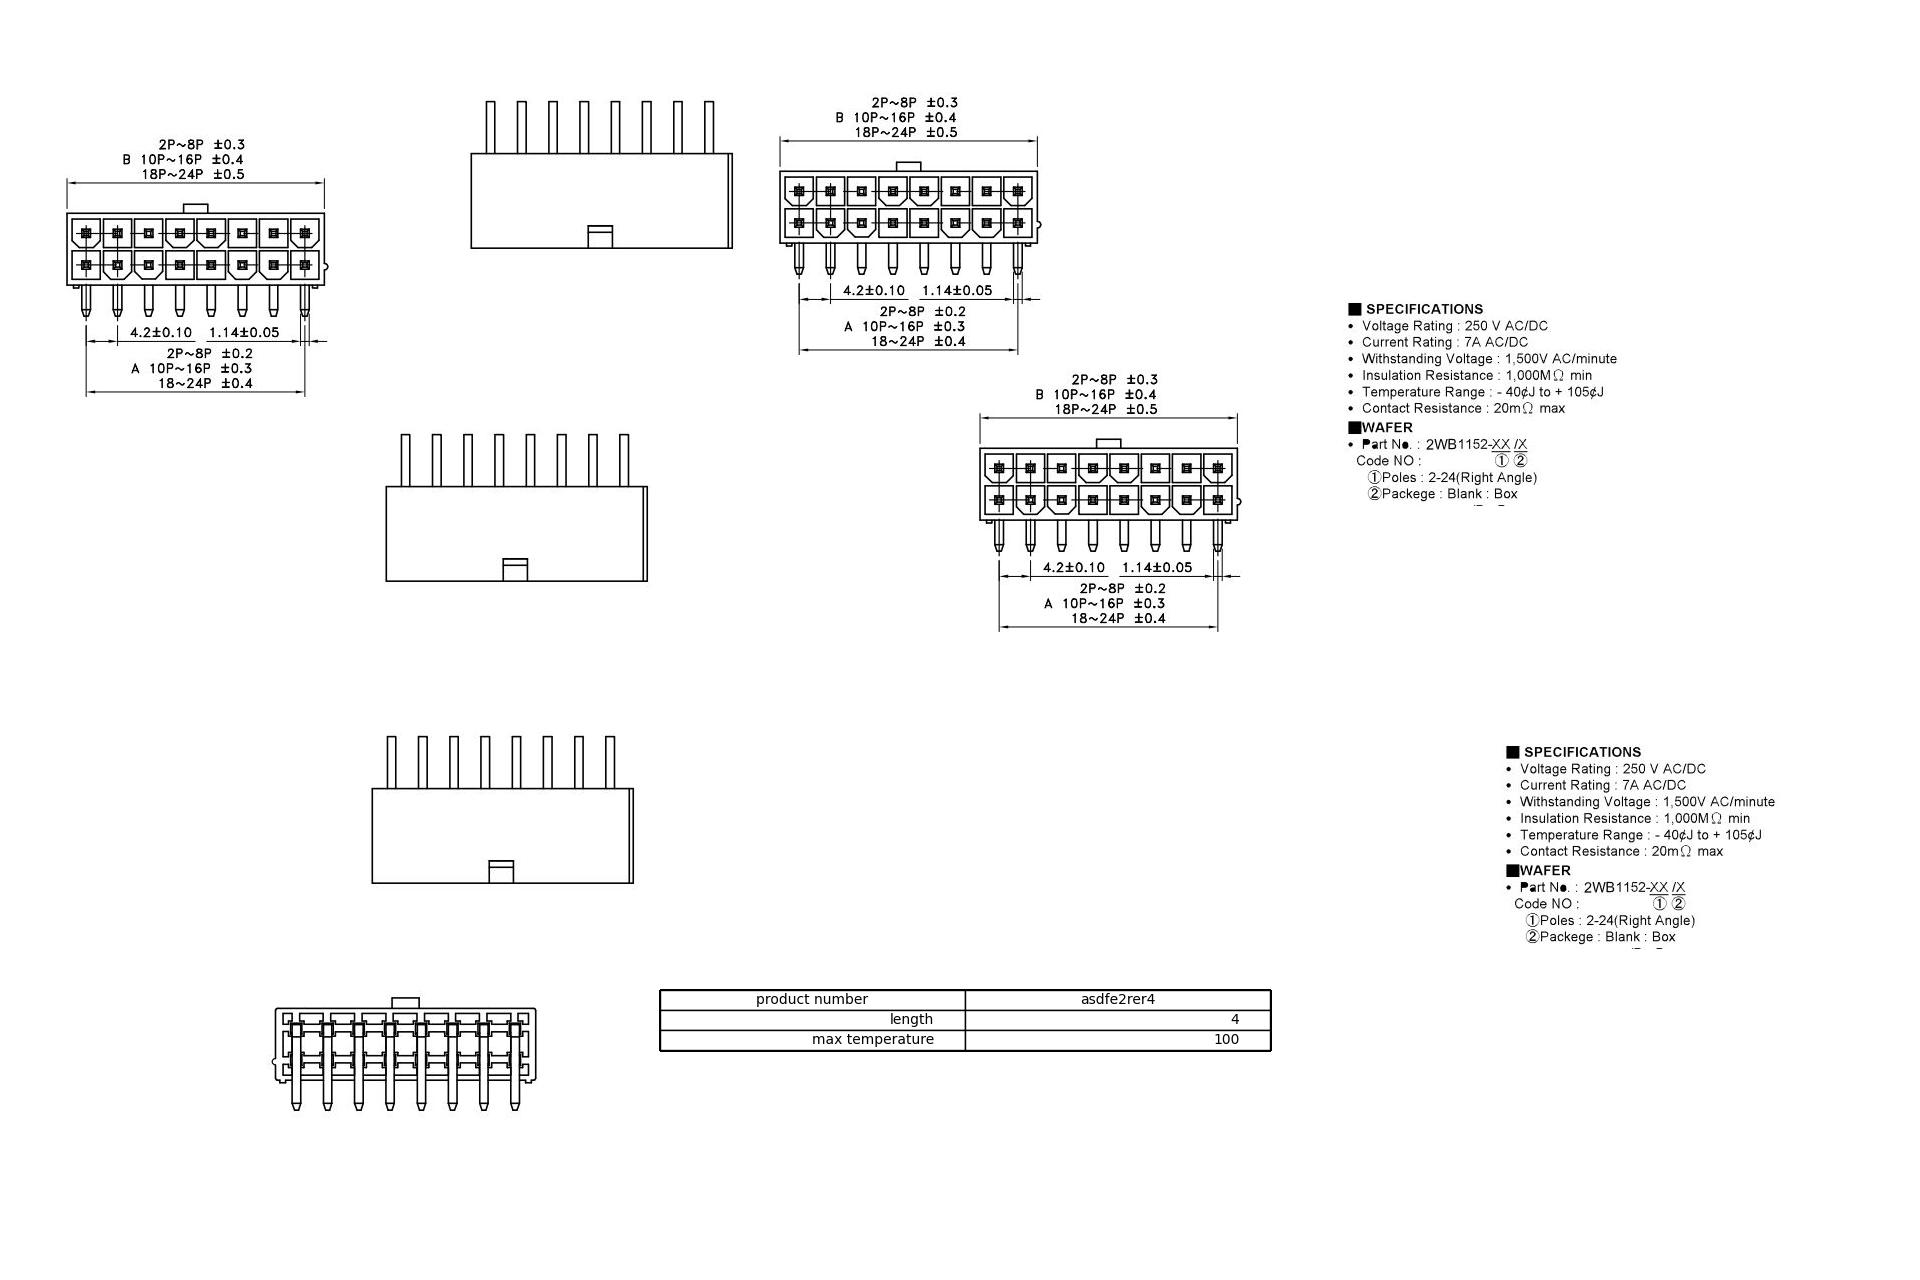 2P~8P ±0.3
B 10P~16P ±0.4
18P~24P ±0.5
4.2±0.10 1.14±0.05
2P~8P ±0.2
A 10P~16P ±0.3
18~24P ±0.4
2P~8P ±0.3
B 10P~16P ±0.4
18P~24P ±0.5
4.2±0.10 1.14±0.05
2P~8P ±0.2
A 10P~16P ±0.3
18~24P ±0.4
2P~8P ±0.3
B 10P~16P ±0.4
18P~24P ±0.5
4.2±0.10 1.14±0.05
2P~8P ±0.2
A 10P~16P ±0.3
18~24P ±0.4
■ SPECIFICATIONS
• Voltage Rating : 250 V AC/DC
• Current Rating : 7A AC/DC
• Withstanding Voltage : 1,500V AC/minute
• Insulation Resistance : 1,000MΩ min
• Temperature Range : - 40¢J to + 105¢J
• Contact Resistance : 20mΩ max
■WAFER
• Part No. : 2WB1152-XX /X
Code NO : ① ②
①Poles : 2-24(Right Angle)
②Packege : Blank : Box
■ SPECIFICATIONS
• Voltage Rating : 250 V AC/DC
• Current Rating : 7A AC/DC
• Withstanding Voltage : 1,500V AC/minute
• Insulation Resistance : 1,000MΩ min
• Temperature Range : - 40¢J to + 105¢J
• Contact Resistance : 20mΩ max
■WAFER
• Part No. : 2WB1152-XX /X
Code NO : ① ②
①Poles : 2-24(Right Angle)
②Packege : Blank : Box
product number asdfe2rer4
length 4
max temperature 100